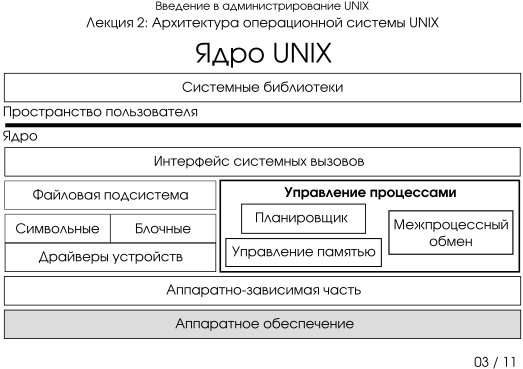 Введение в администрирование UNIX
Лекция 2: Архитектура операционной системы UNIX
Ядро UNIX
Системные библиотеки
Пространство пользователя
Ядро
Интерфейс системных вызовов
Файловая подсистема
Символьные
Блочные
Драйверы устройств
Управление процессами
Планировщик
Управление памятью
Межпроцессный
обмен
Аппаратно-зависимая часть
Аппаратное обеспечение
03 / 11